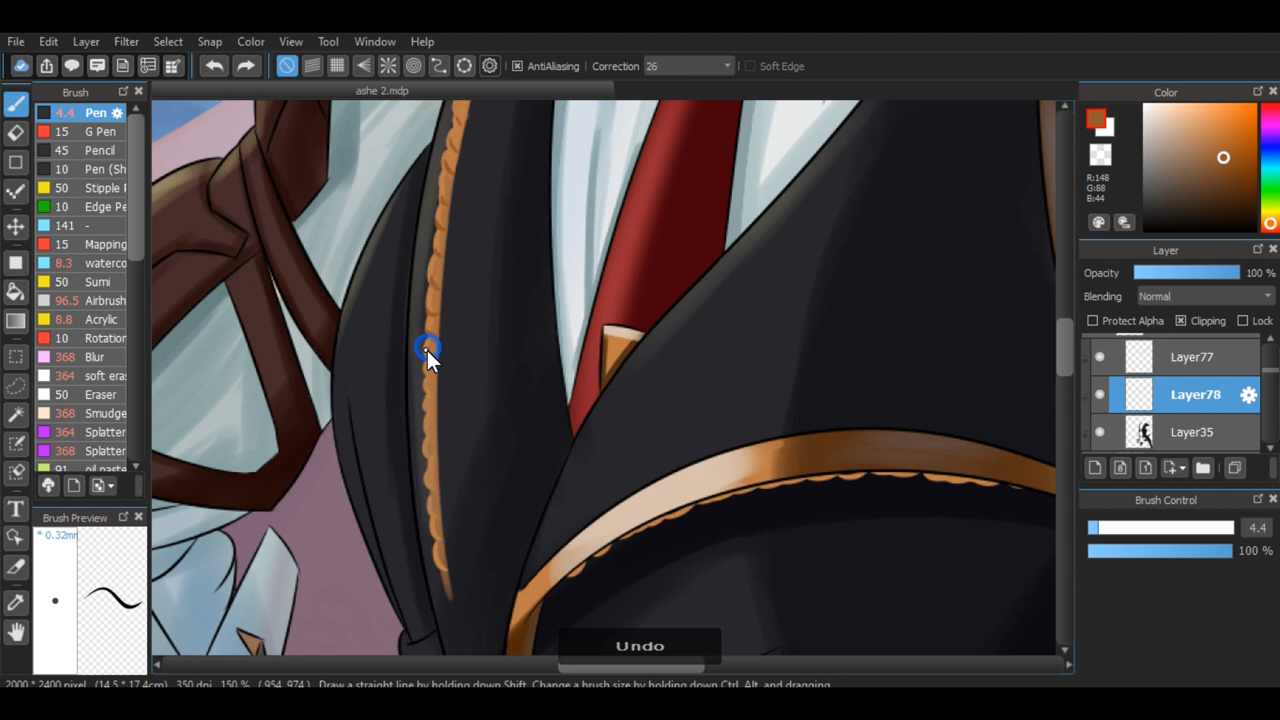 File Edit Layer Filter Select Snap Color View Tool Window Help
AntiAliasing Correction 26 Soft Edge
Brush
ashe 2.mdp
Color
4.4 Pen
15 G Pen
45 Pencil
10 Pen (Sh
50 Stipple P
10 Edge Pe
141 -
15 Mapping
8.3 waterco
50 Sumi
96.5 Airbrush
8.8 Acrylic
10 Rotation
368 Blur
364 soft eras
50 Eraser
368 Smudge
364 Splatter
368 Splatter
91 oil paste
R:148
G:88
B:44
Layer
Opacity 100 %
Blending Normal
Protect Alpha Clipping Lock
Layer77
Layer78
Layer35
Brush Control
4.4
100 %
Brush Preview
* 0.32mm
T
Undo
2000 * 2400 pixel (14.5 * 17.4cm) 350 dpi 150 % ( 954, 974 ) Draw a straight line by holding down Shift, Change a brush size by holding down Ctrl, Alt, and dragging